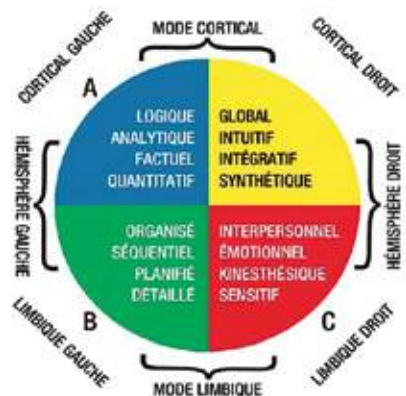 MODE CORTICAL
CORTICAL GAUCHE
CORTICAL DROIT
A
LOGIQUE
ANALYTIQUE
FACTUEL
QUANTITATIF
GLOBAL
INTUITIF
INTÉGRATIF
SYNTHÉTIQUE
HÉMISPHÈRE GAUCHE
HÉMISPHÈRE DROIT
ORGANISÉ
SÉQUENTIEL
PLANIFIÉ
DÉTAILLÉ
INTERPERSONNEL
ÉMOTIONNEL
KINESTHÉSIQUE
SENSITIF
B
C
LIMBIQUE GAUCHE
LIMBIQUE DROIT
MODE LIMBIQUE